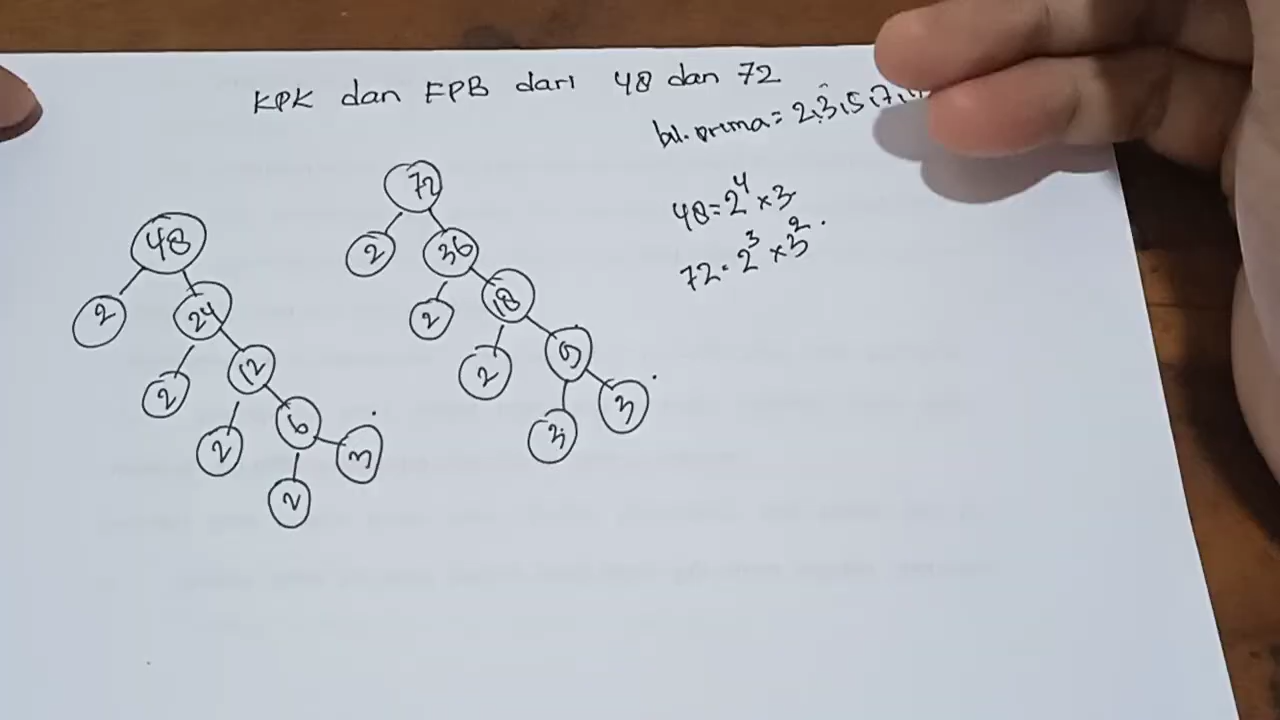 KPK dan FPB dari 48 dan 72
bil. prima = 2,3,5,7,
48 = 2⁴ × 3
72 = 2³ × 3²
72
2 36
2 18
2 9
3 3
48
2 24
2 12
2 6
2 3